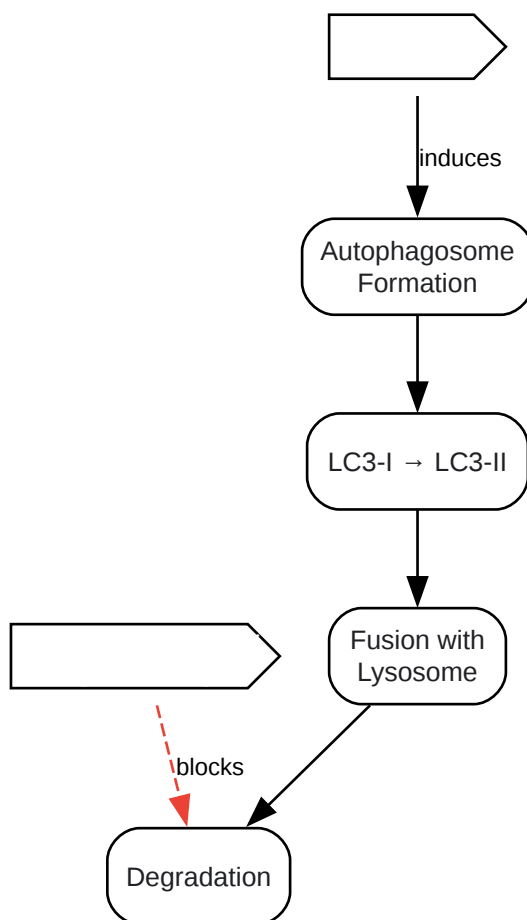 induces
Autophagosome
Formation
LC3-I → LC3-II
Fusion with
Lysosome
blocks
Degradation